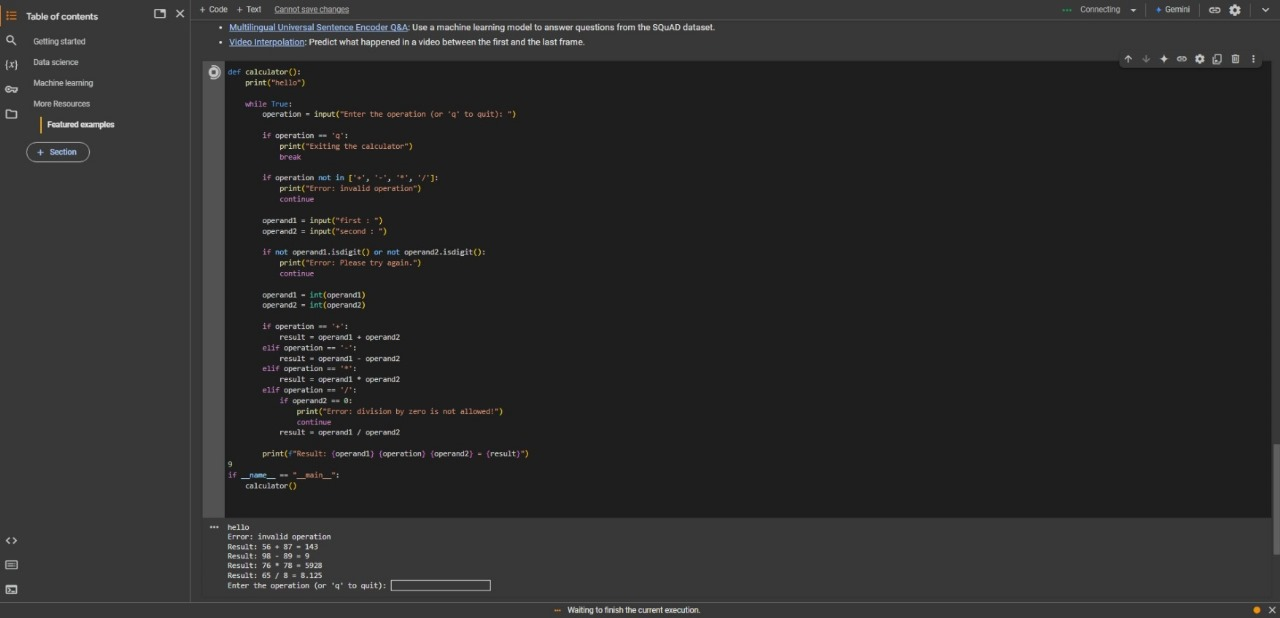 Table of contents
Getting started
Data science
Machine learning
More Resources
Featured examples
+ Section
+ Code + Text Cannot save changes
Connecting
Gemini
Multilingual Universal Sentence Encoder Q&A: Use a machine learning model to answer questions from the SQuAD dataset.
Video Interpolation: Predict what happened in a video between the first and the last frame.
def calculator():
    print("hello")

    while True:
        operation = input("Enter the operation (or 'q' to quit): ")

        if operation == 'q':
            print("Exiting the calculator")
            break

        if operation not in ['+', '-', '*', '/']:
            print("Error: invalid operation")
            continue

        operand1 = input("first : ")
        operand2 = input("second : ")

        if not operand1.isdigit() or not operand2.isdigit():
            print("Error: Please try again.")
            continue

        operand1 = int(operand1)
        operand2 = int(operand2)

        if operation == '+':
            result = operand1 + operand2
        elif operation == '-':
            result = operand1 - operand2
        elif operation == '*':
            result = operand1 * operand2
        elif operation == '/':
            if operand2 == 0:
                print("Error: division by zero is not allowed!")
                continue
            result = operand1 / operand2

        print(f"Result: {operand1} {operation} {operand2} = {result}")
9
if __name__ == "__main__":
    calculator()
hello
Error: invalid operation
Result: 56 + 87 = 143
Result: 98 - 89 = 9
Result: 76 * 78 = 5928
Result: 65 / 8 = 8.125
Enter the operation (or 'q' to quit):
Waiting to finish the current execution.